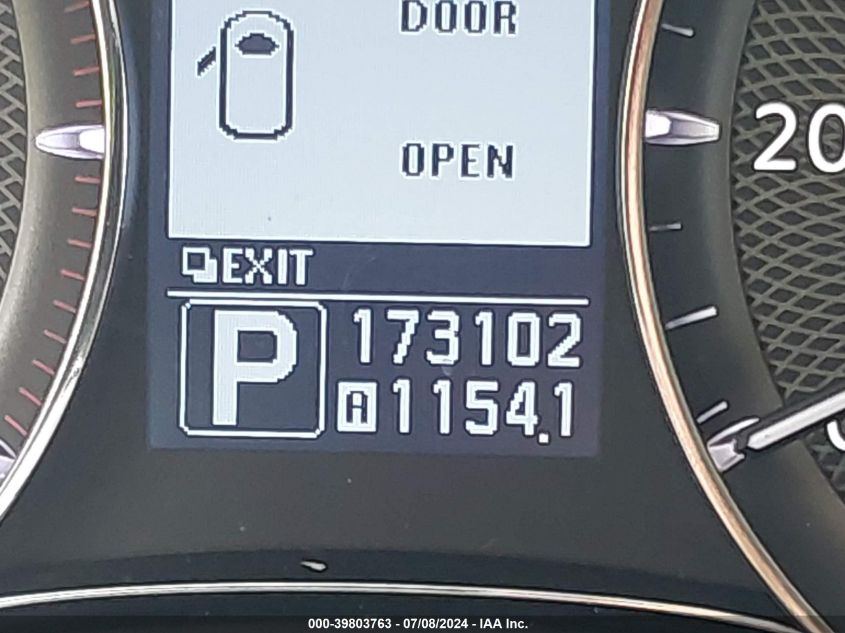 DOOR
OPEN
20
EXIT
P 173102
A 1154.1
000-39803763 - 07/08/2024 - IAA Inc.